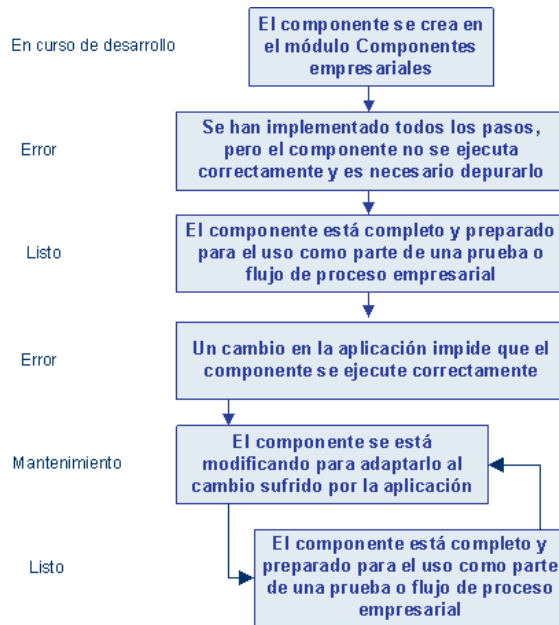 En curso de desarrollo
El componente se crea en
el módulo Componentes
empresariales
Error
Se han implementado todos los pasos,
pero el componente no se ejecuta
correctamente y es necesario depurarlo
Listo
El componente está completo y preparado
para el uso como parte de una prueba o
flujo de proceso empresarial
Error
Un cambio en la aplicación impide que el
componente se ejecute correctamente
Mantenimiento
El componente se está
modificando para adaptarlo al
cambio sufrido por la aplicación
Listo
El componente está completo y
preparado para el uso como parte
de una prueba o flujo de proceso
empresarial